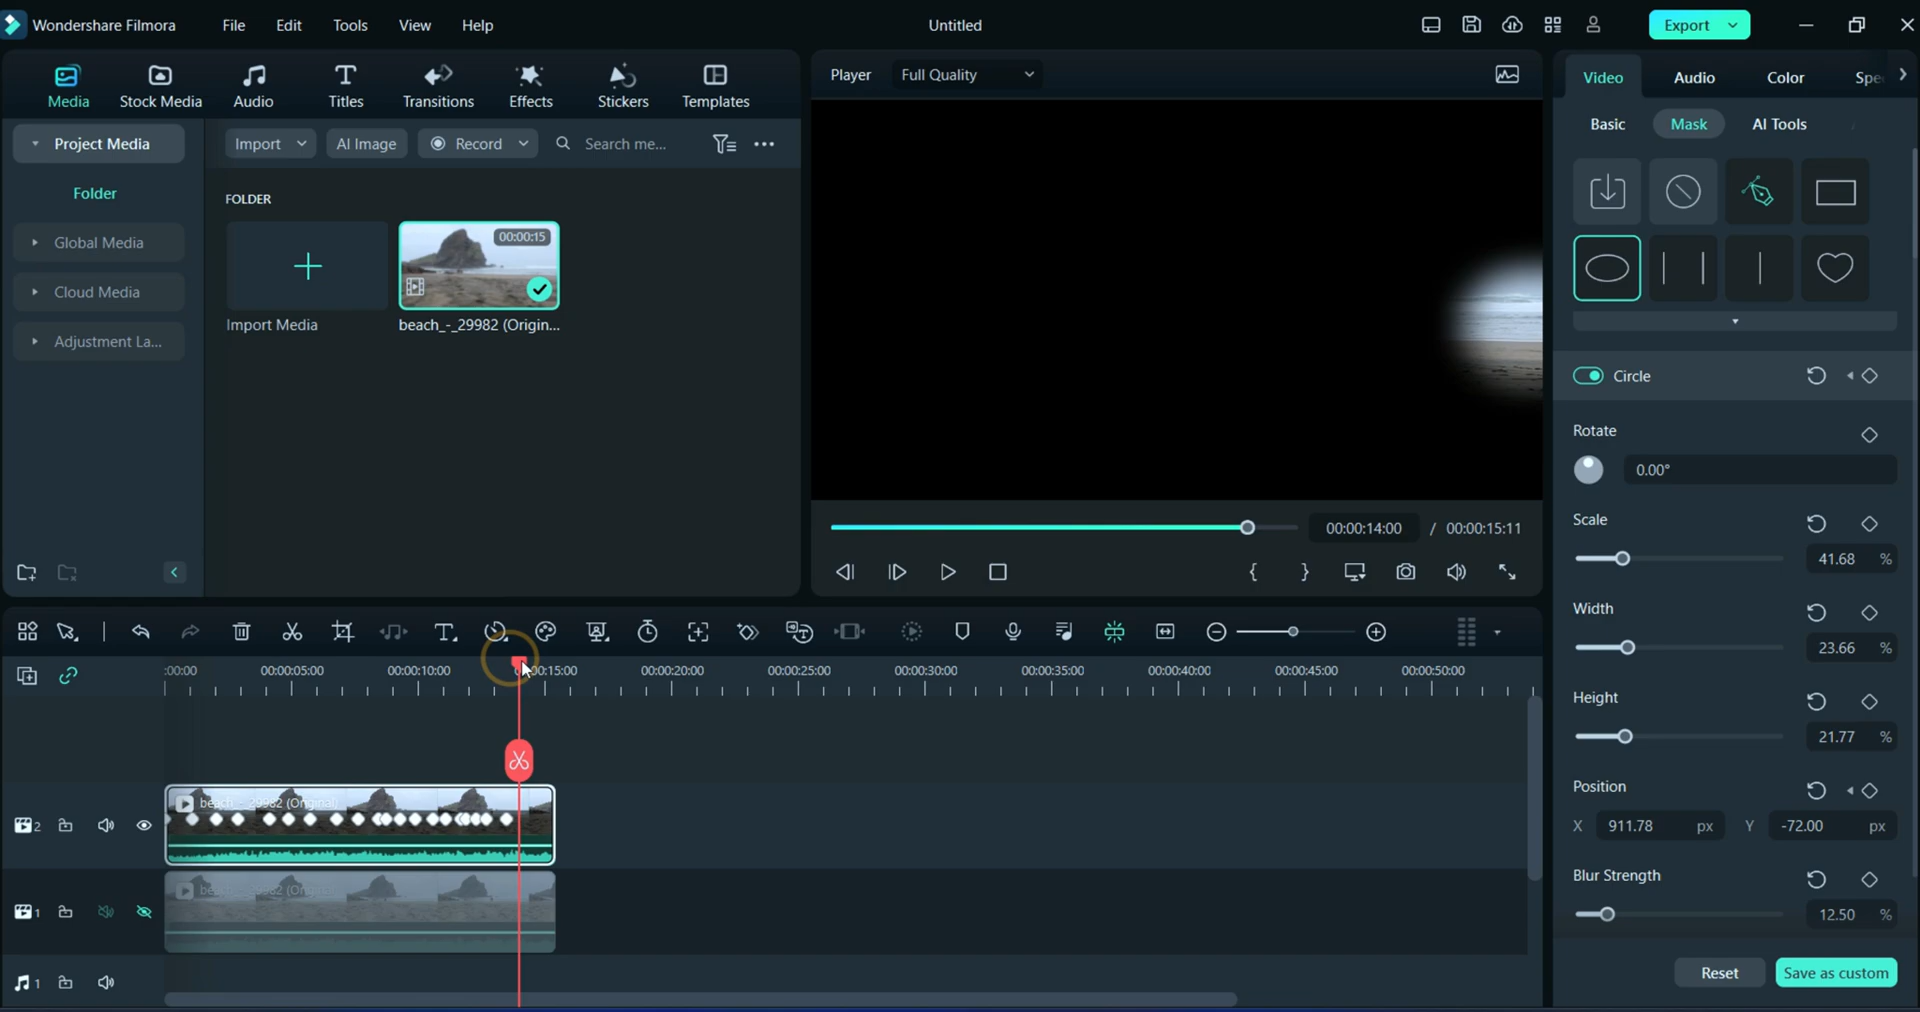 Wondershare Filmora File Edit Tools View Help Untitled Export
Media Stock Media Audio Titles Transitions Effects Stickers Templates
Player Full Quality
Video Audio Color Spe
Project Media
Import AI Image Record Search me...
Basic Mask AI Tools
Folder
FOLDER
Global Media
00:00:15
Cloud Media
Import Media beach_-_29982 (Origin...
Adjustment La...
Circle
Rotate
0.00°
Scale
41.68 %
00:00:14:00 / 00:00:15:11
Width
23.66 %
Height
21.77 %
Position
X 911.78 px Y -72.00 px
Blur Strength
12.50 %
Reset Save as custom
:00:00 00:00:05:00 00:00:10:00 00:15:00 00:00:20:00 00:00:25:00 00:00:30:00 00:00:35:00 00:00:40:00 00:00:45:00 00:00:50:00
beach_-_29982 (Original)
2
1
1